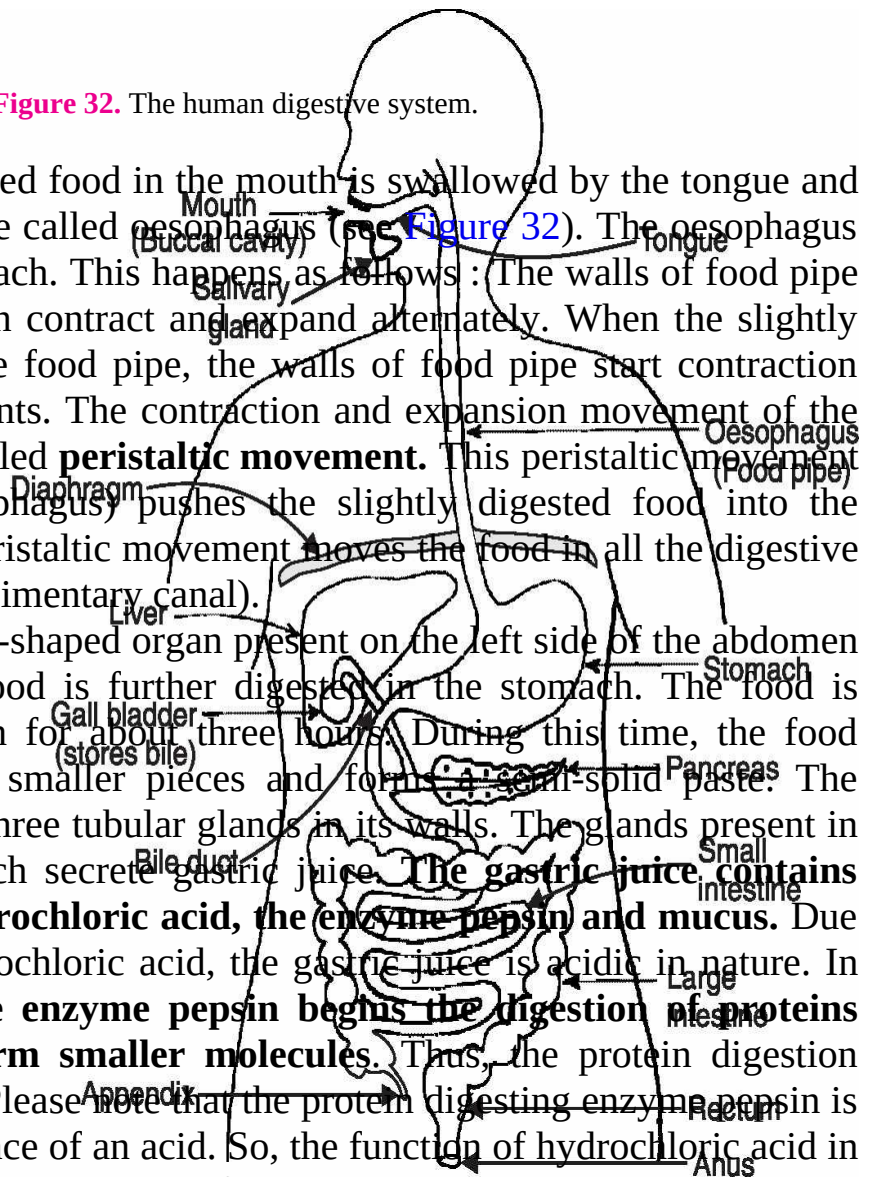 Figure 32. The human digestive system.
ed food in the mouth is swallowed by the tongue and
e called oesophagus (see Figure 32). The oesophagus
ach. This happens as follows : The walls of food pipe
n contract and expand alternately. When the slightly
e food pipe, the walls of food pipe start contraction
nts. The contraction and expansion movement of the
led peristaltic movement. This peristaltic movement
phagus) pushes the slightly digested food into the
ristaltic movement moves the food in all the digestive
imentary canal).
-shaped organ present on the left side of the abdomen
ood is further digested in the stomach. The food is
h for about three hours. During this time, the food
smaller pieces and forms a semi-solid paste. The
hree tubular glands in its walls. The glands present in
ch secrete gastric juice. The gastric juice contains
rochloric acid, the enzyme pepsin and mucus. Due
ochloric acid, the gastric juice is acidic in nature. In
e enzyme pepsin begins the digestion of proteins
rm smaller molecules. Thus, the protein digestion
Please note that the protein digesting enzyme pepsin is
ce of an acid. So, the function of hydrochloric acid in
Mouth
(Buccal cavity)
Tongue
Salivary
gland
Oesophagus
(Food pipe)
Diaphragm
Liver
Stomach
Gall bladder
(stores bile)
Pancreas
Bile duct
Small
intestine
Large
intestine
Appendix
Rectum
Anus